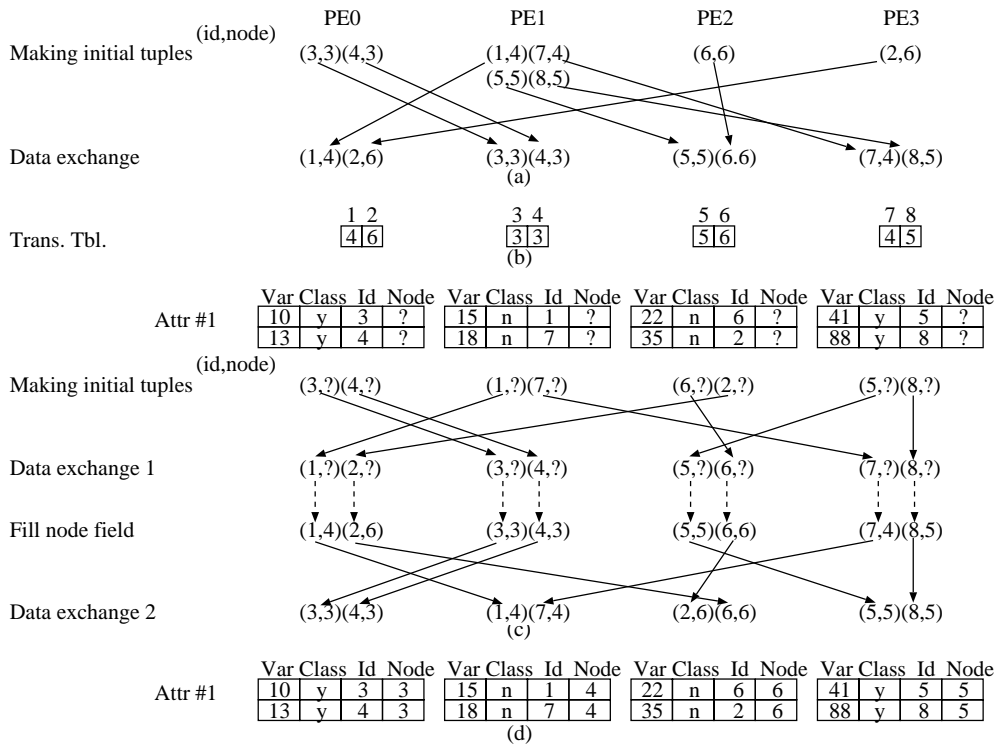 PE0 PE1 PE2 PE3
(id,node)
Making initial tuples (3,3)(4,3) (1,4)(7,4) (6,6) (2,6)
(5,5)(8,5)
Data exchange (1,4)(2,6) (3,3)(4,3) (5,5)(6.6) (7,4)(8,5)
(a)
1 2 3 4 5 6 7 8
Trans. Tbl. 4 6 3 3 5 6 4 5
(b)
Var Class Id Node Var Class Id Node Var Class Id Node Var Class Id Node
Attr #1
10 y 3 ? 15 n 1 ? 22 n 6 ? 41 y 5 ?
13 y 4 ? 18 n 7 ? 35 n 2 ? 88 y 8 ?
(id,node)
Making initial tuples (3,?)(4,?) (1,?)(7,?) (6,?)(2,?) (5,?)(8,?)
Data exchange 1 (1,?)(2,?) (3,?)(4,?) (5,?)(6,?) (7,?)(8,?)
Fill node field (1,4)(2,6) (3,3)(4,3) (5,5)(6,6) (7,4)(8,5)
Data exchange 2 (3,3)(4,3) (1,4)(7,4) (2,6)(6,6) (5,5)(8,5)
(c)
Var Class Id Node Var Class Id Node Var Class Id Node Var Class Id Node
Attr #1
10 y 3 3 15 n 1 4 22 n 6 6 41 y 5 5
13 y 4 3 18 n 7 4 35 n 2 6 88 y 8 5
(d)